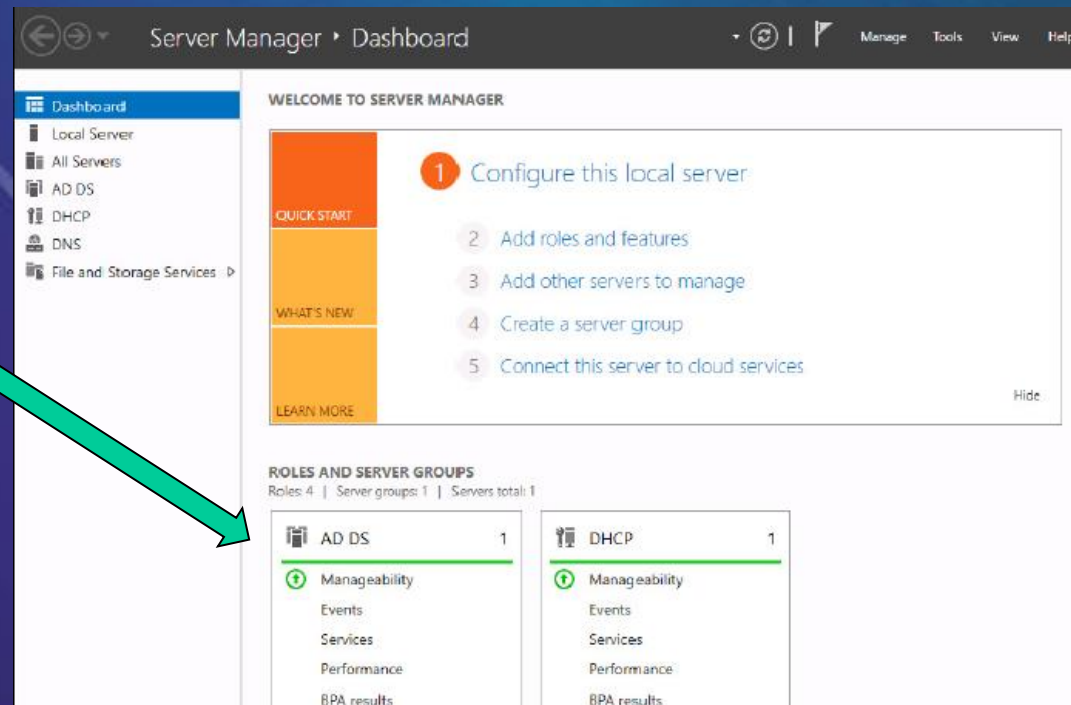 Server Manager • Dashboard
Manage Tools View Help
Dashboard
Local Server
All Servers
AD DS
DHCP
DNS
File and Storage Services
WELCOME TO SERVER MANAGER
QUICK START
WHAT'S NEW
LEARN MORE
1 Configure this local server
2 Add roles and features
3 Add other servers to manage
4 Create a server group
5 Connect this server to cloud services
Hide
ROLES AND SERVER GROUPS
Roles: 4 | Server groups: 1 | Servers total: 1
AD DS 1
Manageability
Events
Services
Performance
BPA results
DHCP 1
Manageability
Events
Services
Performance
BPA results